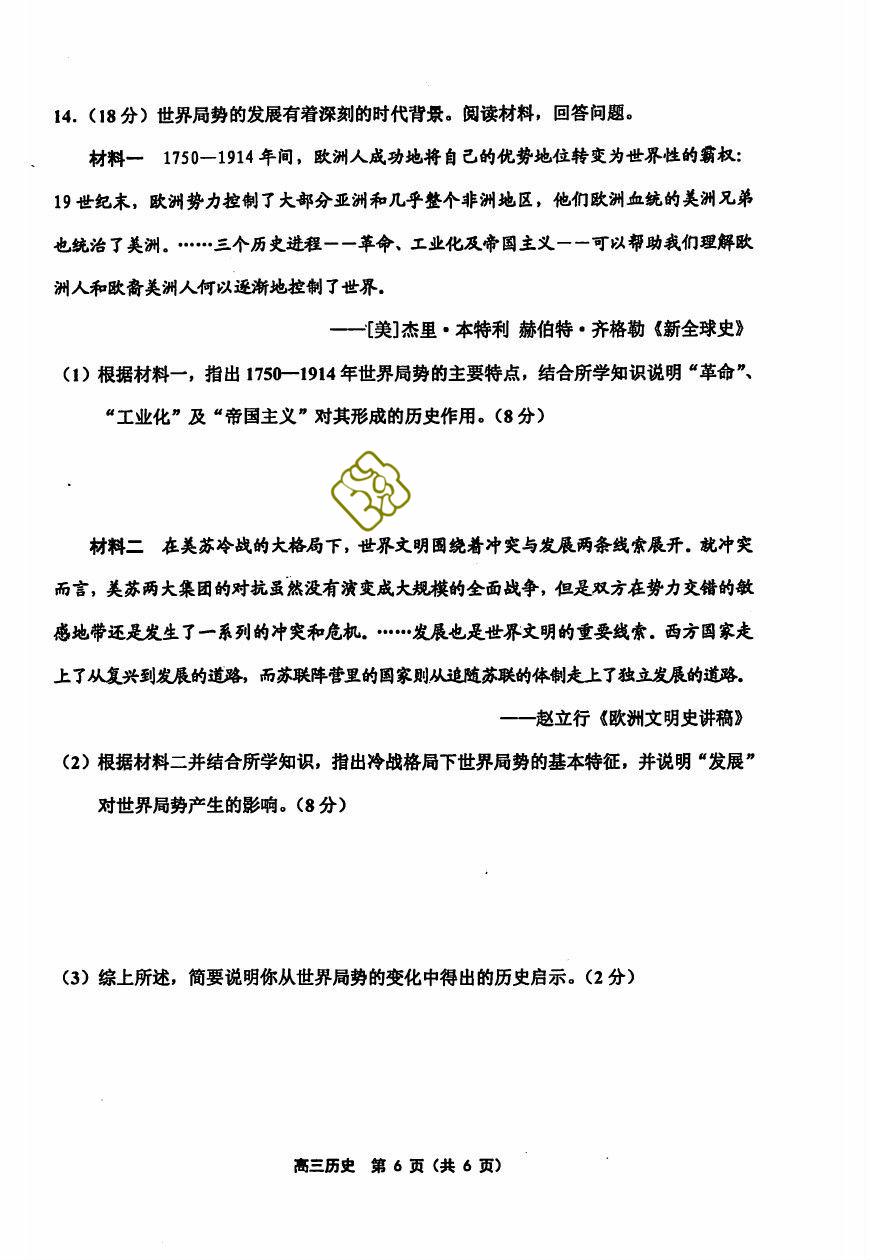 14.（18 分）世界局势的发展有着深刻的时代背景。阅读材料，回答问题。
材料一 1750—1914 年间，欧洲人成功地将自己的优势地位转变为世界性的霸权：
19 世纪末，欧洲势力控制了大部分亚洲和几乎整个非洲地区，他们欧洲血统的美洲兄弟
也统治了美洲。……三个历史进程——革命、工业化及帝国主义——可以帮助我们理解欧
洲人和欧裔美洲人何以逐渐地控制了世界。
——[美]杰里·本特利 赫伯特·齐格勒《新全球史》
（1）根据材料一，指出 1750—1914 年世界局势的主要特点，结合所学知识说明“革命”、
“工业化”及“帝国主义”对其形成的历史作用。（8 分）
材料二 在美苏冷战的大格局下，世界文明围绕着冲突与发展两条线索展开。就冲突
而言，美苏两大集团的对抗虽然没有演变成大规模的全面战争，但是双方在势力交错的敏
感地带还是发生了一系列的冲突和危机。……发展也是世界文明的重要线索。西方国家走
上了从复兴到发展的道路，而苏联阵营里的国家则从追随苏联的体制走上了独立发展的道路。
——赵立行《欧洲文明史讲稿》
（2）根据材料二并结合所学知识，指出冷战格局下世界局势的基本特征，并说明“发展”
对世界局势产生的影响。（8 分）
（3）综上所述，简要说明你从世界局势的变化中得出的历史启示。（2 分）
高三历史 第 6 页（共 6 页）